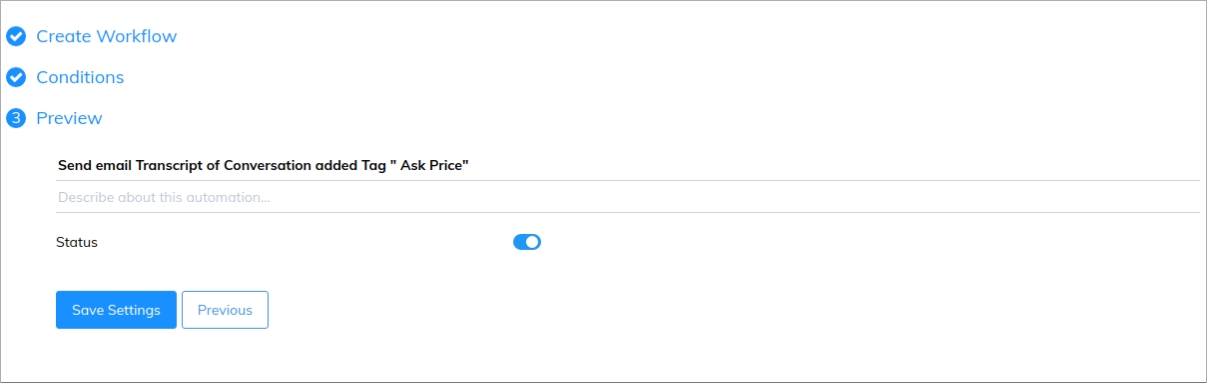 Create Workflow
Conditions
3 Preview
Send email Transcript of Conversation added Tag " Ask Price"
Describe about this automation...
Status
Save Settings Previous